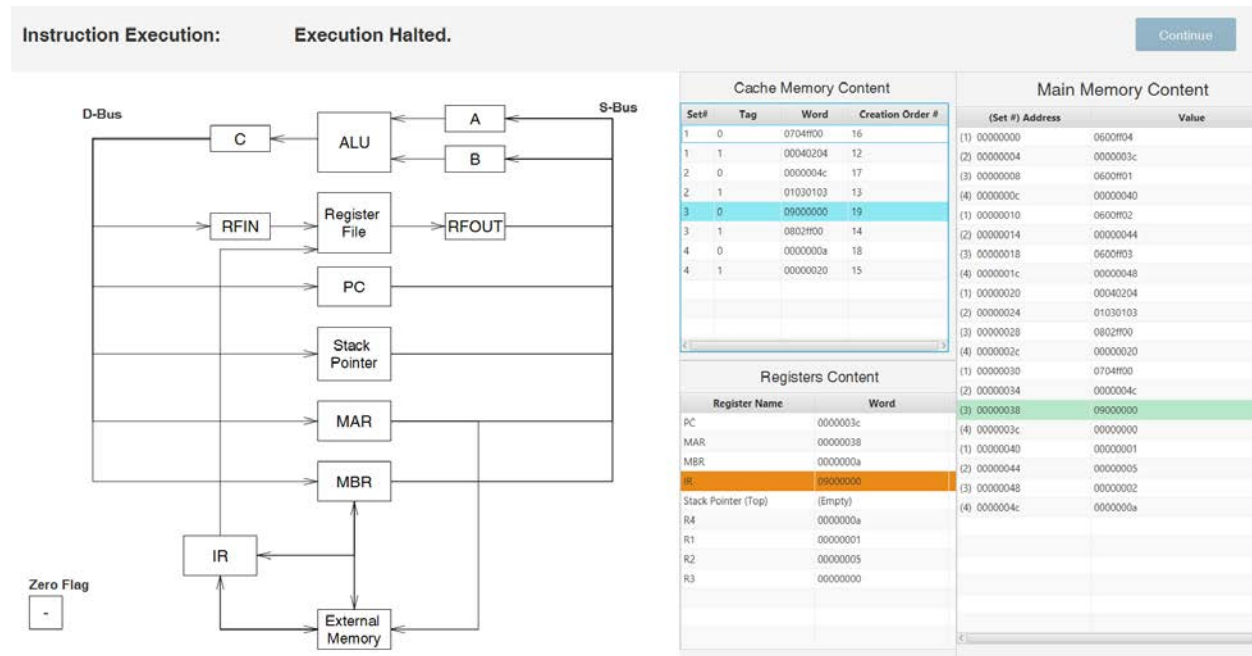 Instruction Execution: Execution Halted. Continue
D-Bus
S-Bus
A
B
C
ALU
RFIN
Register
File
RFOUT
PC
Stack
Pointer
MAR
MBR
IR
Zero Flag
-
External
Memory
Cache Memory Content
Set# Tag Word Creation Order #
1 0 0704ff00 16
1 1 00040204 12
2 0 0000004c 17
2 1 01030103 13
3 0 09000000 19
3 1 0802ff00 14
4 0 0000000a 18
4 1 00000020 15
Registers Content
Register Name Word
PC 0000003c
MAR 00000038
MBR 0000000a
IR 09000000
Stack Pointer (Top) (Empty)
R4 0000000a
R1 00000001
R2 00000005
R3 00000000
Main Memory Content
(Set #) Address Value
(1) 00000000 0600ff04
(2) 00000004 0000003c
(3) 00000008 0600ff01
(4) 0000000c 00000040
(1) 00000010 0600ff02
(2) 00000014 00000044
(3) 00000018 0600ff03
(4) 0000001c 00000048
(1) 00000020 00040204
(2) 00000024 01030103
(3) 00000028 0802ff00
(4) 0000002c 00000020
(1) 00000030 0704ff00
(2) 00000034 0000004c
(3) 00000038 09000000
(4) 0000003c 00000000
(1) 00000040 00000001
(2) 00000044 00000005
(3) 00000048 00000002
(4) 0000004c 0000000a